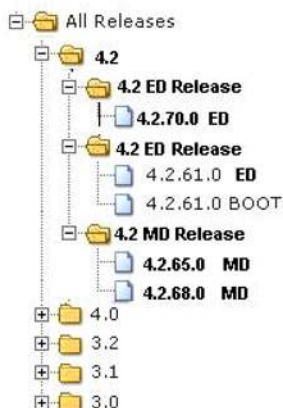 All Releases
4.2
4.2 ED Release
4.2.70.0 ED
4.2 ED Release
4.2.61.0 ED
4.2.61.0 BOOT
4.2 MD Release
4.2.65.0 MD
4.2.68.0 MD
4.0
3.2
3.1
3.0